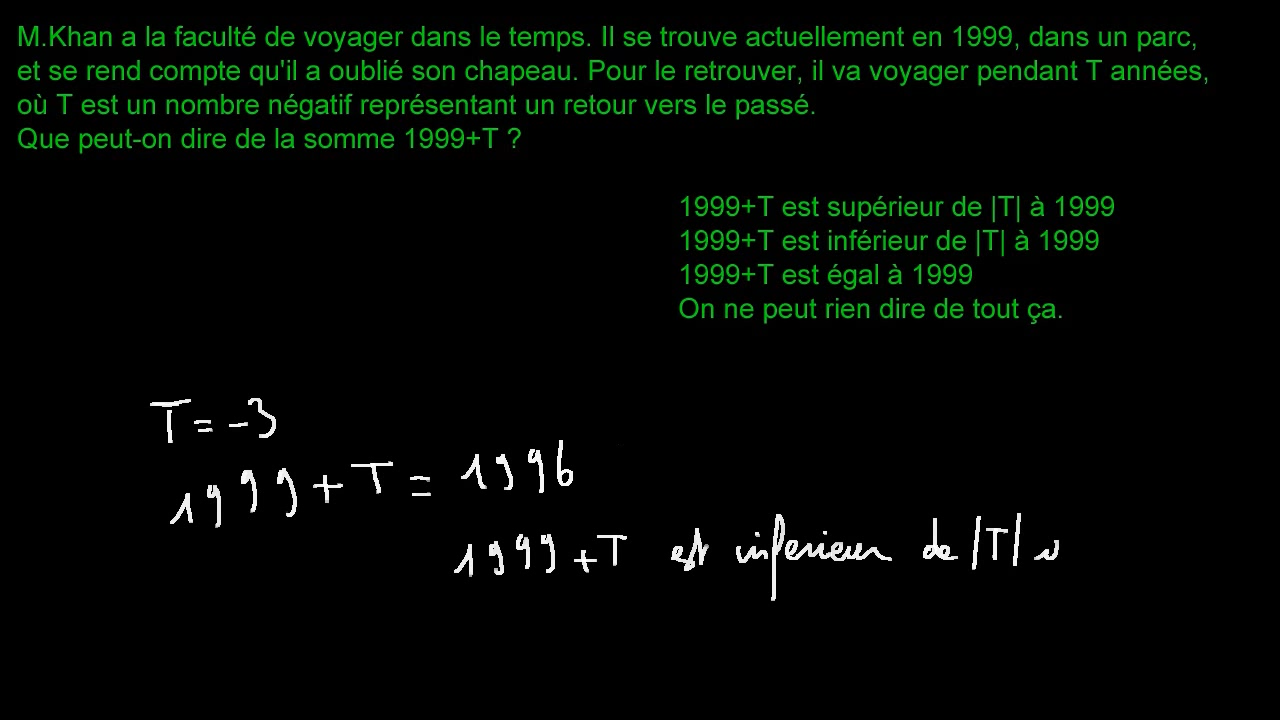 M.Khan a la faculté de voyager dans le temps. Il se trouve actuellement en 1999, dans un parc,
et se rend compte qu'il a oublié son chapeau. Pour le retrouver, il va voyager pendant T années,
où T est un nombre négatif représentant un retour vers le passé.
Que peut-on dire de la somme 1999+T ?
1999+T est supérieur de |T| à 1999
1999+T est inférieur de |T| à 1999
1999+T est égal à 1999
On ne peut rien dire de tout ça.
T = -3
1999 + T = 1996
1999 + T est inferieur de |T|